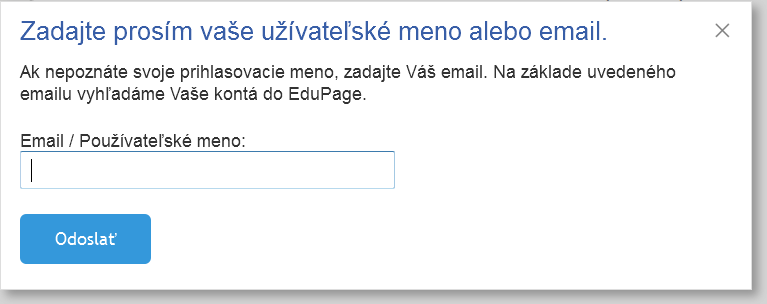 Zadajte prosím vaše užívateľské meno alebo email.
Ak nepoznáte svoje prihlasovacie meno, zadajte Váš email. Na základe uvedeného
emailu vyhľadáme Vaše kontá do EduPage.
Email / Používateľské meno:
Odoslať